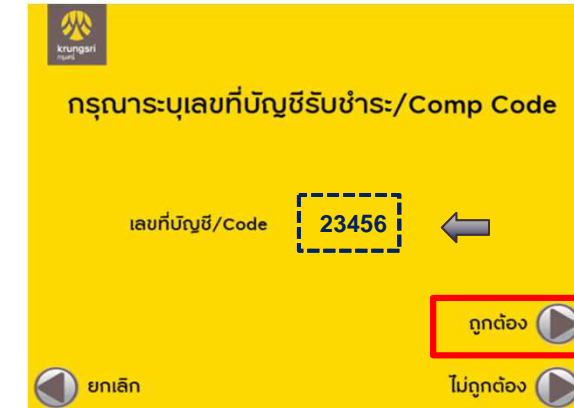 krungsri
กรุงศรี
กรุณาระบุเลขที่บัญชีรับชำระ/Comp Code
เลขที่บัญชี/Code 23456
ถูกต้อง
ยกเลิก ไม่ถูกต้อง